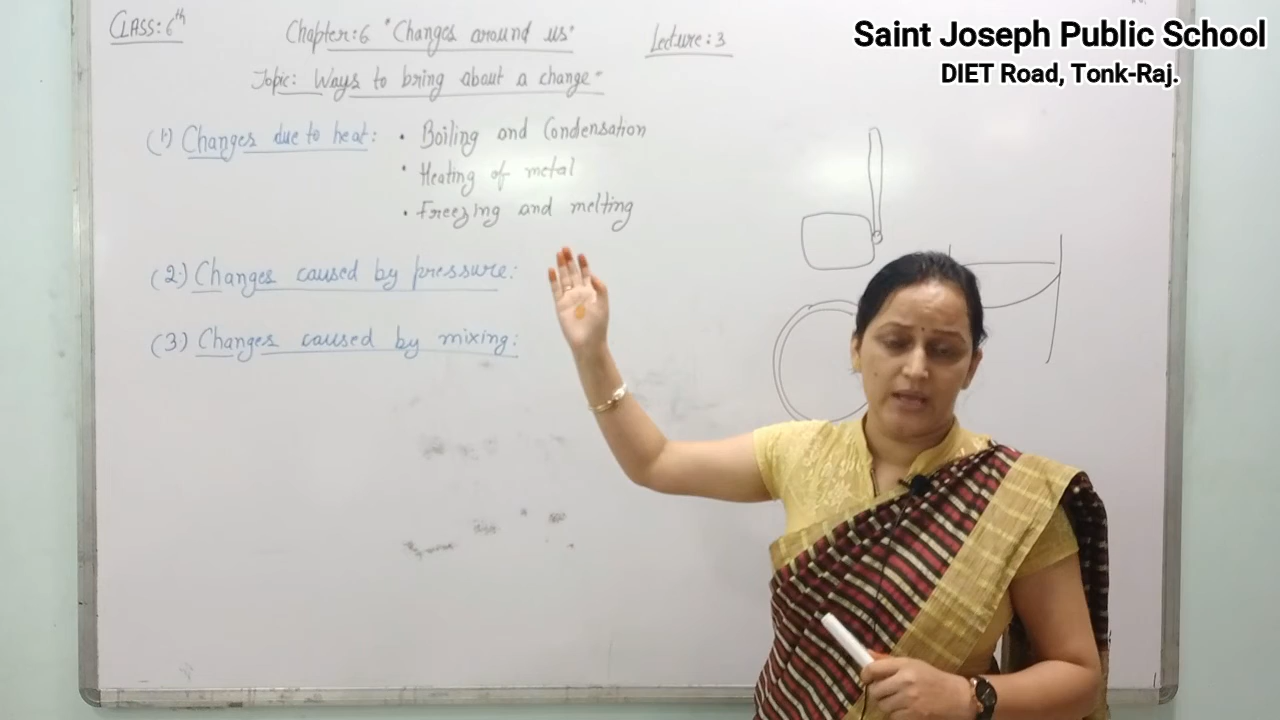 CLASS: 6th
Chapter: 6 "Changes around us"
Lecture: 3
Saint Joseph Public School
DIET Road, Tonk-Raj.
Topic: Ways to bring about a change"
(1) Changes due to heat: • Boiling and Condensation
• Heating of metal
• Freezing and melting
(2.) Changes caused by pressure:
(3) Changes caused by mixing: